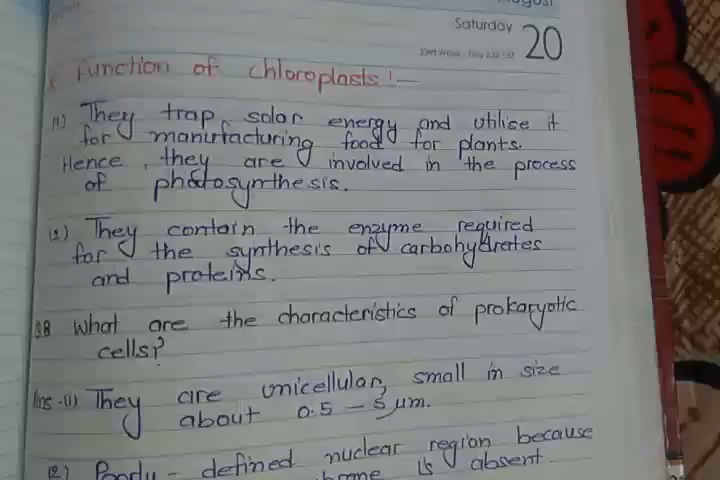 Saturday
20
Function of chloroplasts!-
(1) They trap solar energy and utilise it
for manufacturing food for plants.
Hence, they are involved in the process
of photosynthesis.
(2) They contain the enzyme required
for the synthesis of carbohydrates
and proteins.
Q8 What are the characteristics of prokaryotic
cells?
Ans-(1) They are unicellular, small in size
about 0.5 - 5 µm.
(2) Poorly - defined nuclear region because
is absent